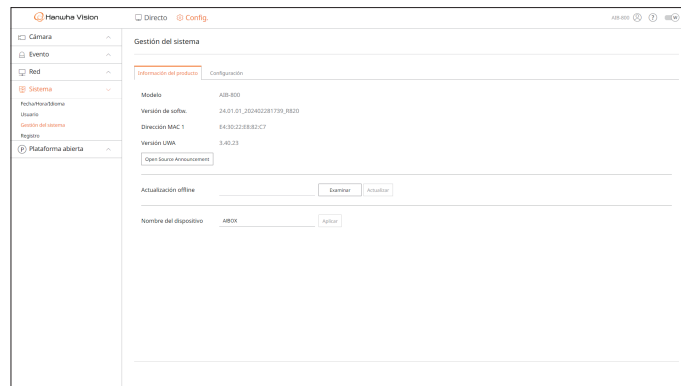 Hanwha Vision
Directo
Config.
AIB-800
Cámara
Evento
Red
Sistema
Fecha/Hora/Idioma
Usuario
Gestión del sistema
Registro
Plataforma abierta
Gestión del sistema
Información del producto
Configuración
Modelo AIB-800
Versión de softw. 24.01.01_202402281739_R820
Dirección MAC 1 E4:30:22:E8:82:C7
Versión UWA 3.40.23
Open Source Announcement
Actualización offline Examinar Actualizar
Nombre del dispositivo AIBOX Aplicar